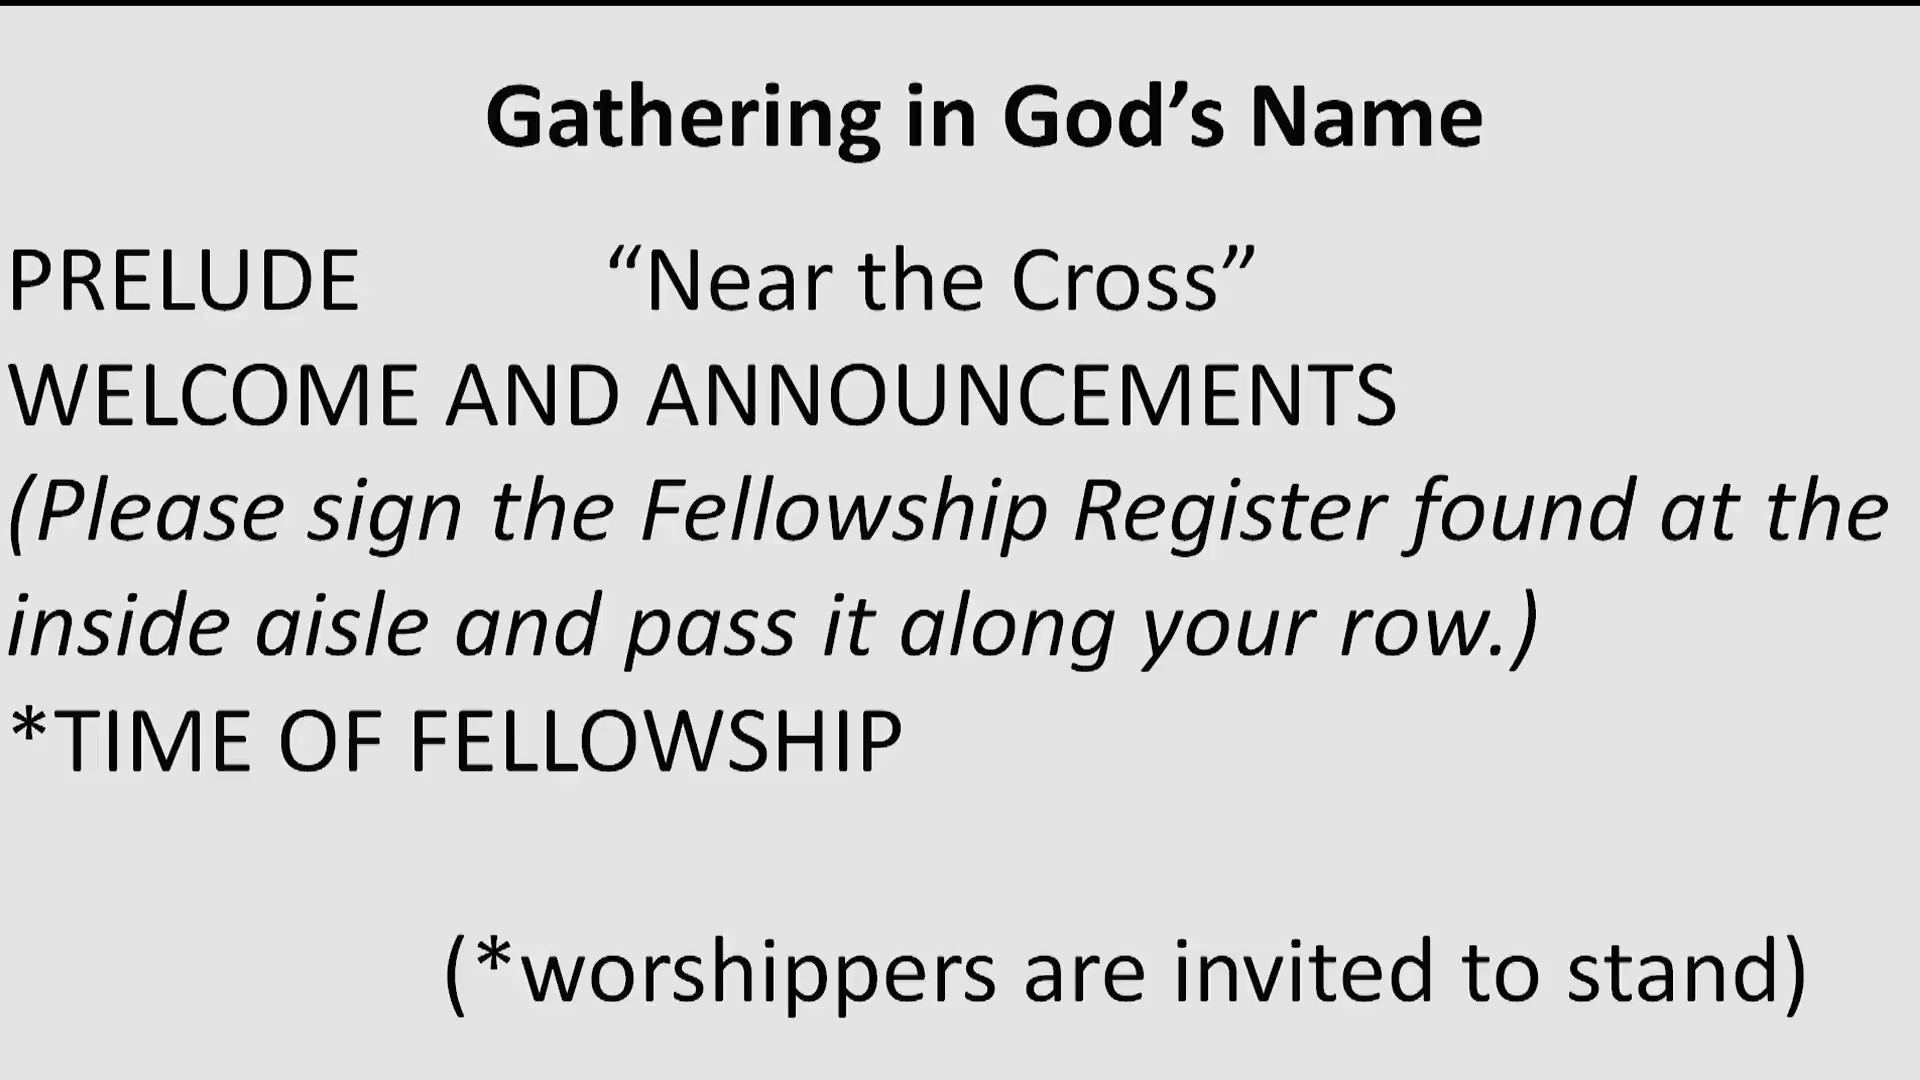 Gathering in God’s Name
PRELUDE “Near the Cross”
WELCOME AND ANNOUNCEMENTS
(Please sign the Fellowship Register found at the
inside aisle and pass it along your row.)
*TIME OF FELLOWSHIP
(*worshippers are invited to stand)